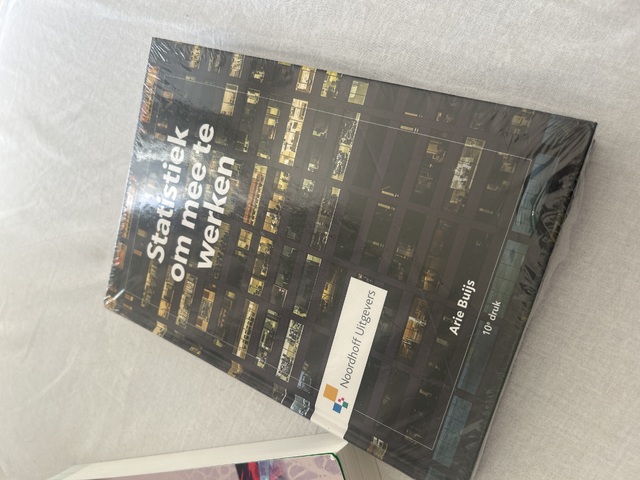 Statistiek
om mee te
werken
Noordhoff Uitgevers
Arie Buijs
10e druk